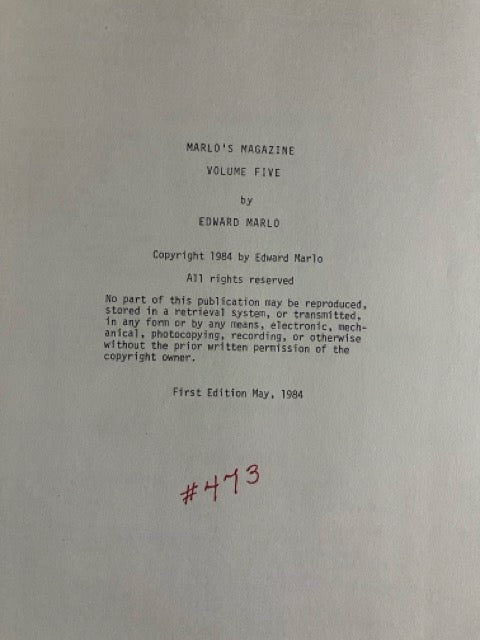 MARLO'S MAGAZINE
VOLUME FIVE
by
EDWARD MARLO
Copyright 1984 by Edward Marlo
All rights reserved
No part of this publication may be reproduced,
stored in a retrieval system, or transmitted,
in any form or by any means, electronic, mech-
anical, photocopying, recording, or otherwise
without the prior written permission of the
copyright owner.
First Edition May, 1984
#473